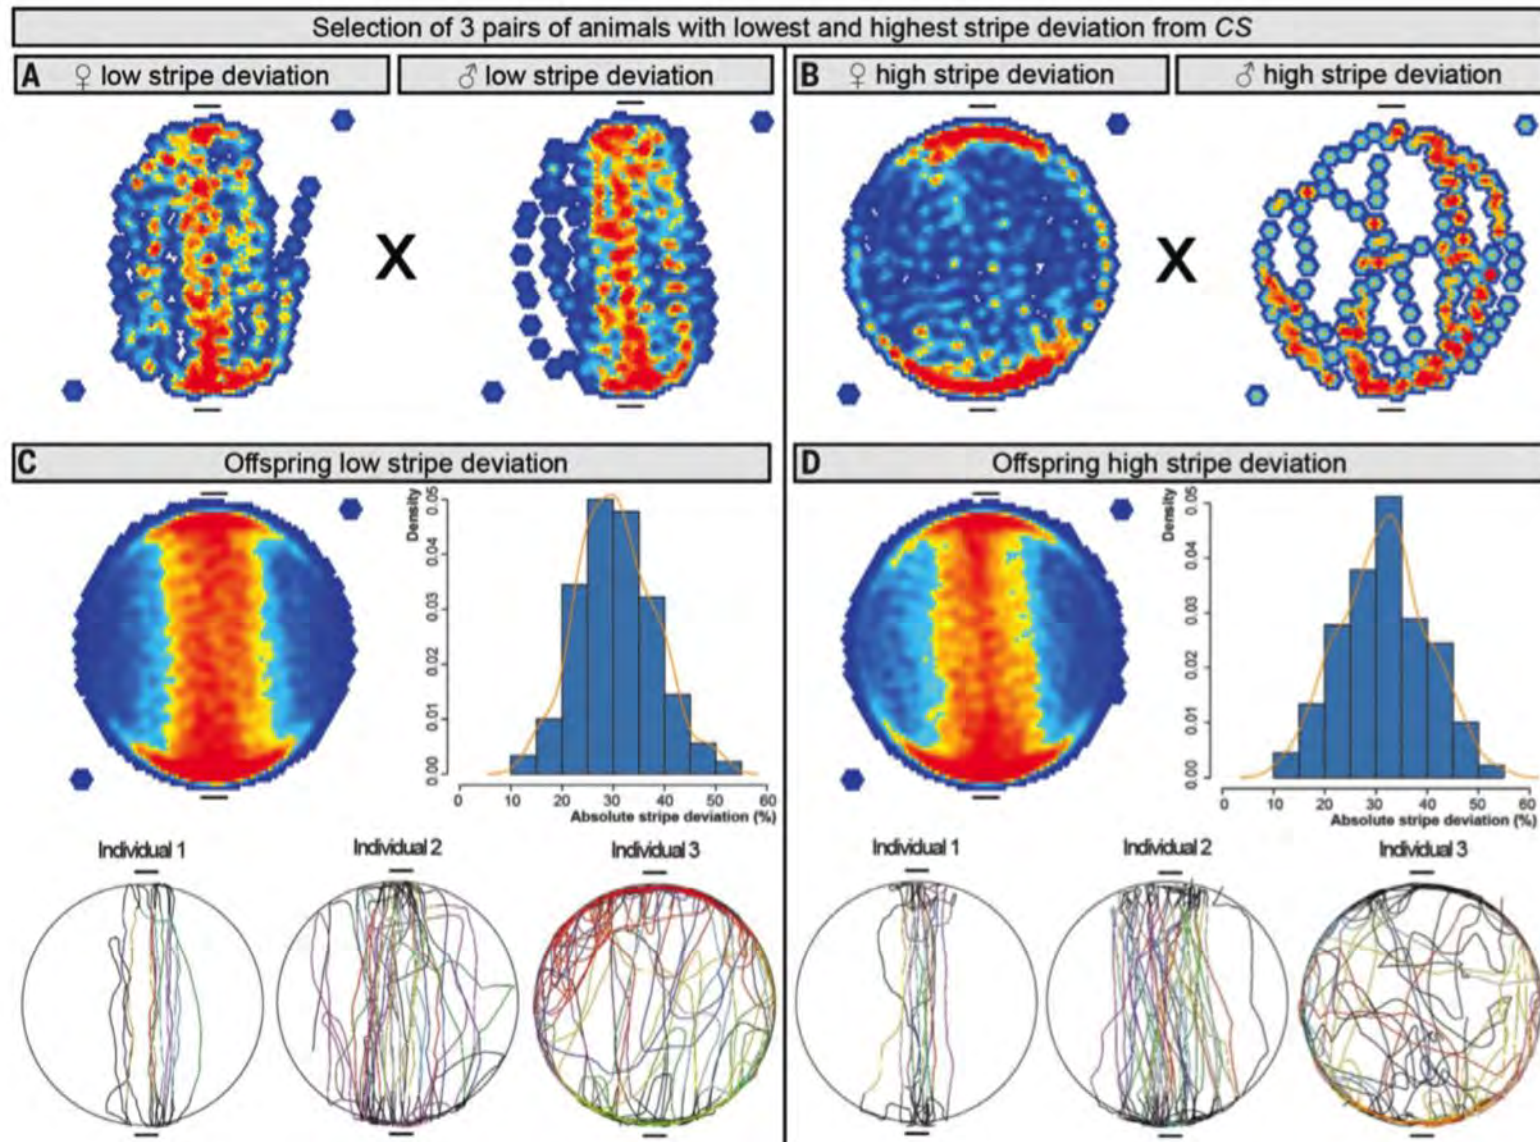 Selection of 3 pairs of animals with lowest and highest stripe deviation from CS
A ♀ low stripe deviation
♂ low stripe deviation
B ♀ high stripe deviation
♂ high stripe deviation
X
X
C Offspring low stripe deviation
Density
0.05
0.04
0.03
0.02
0.01
0.00
0 10 20 30 40 50 60
Absolute stripe deviation (%)
Individual 1
Individual 2
Individual 3
D Offspring high stripe deviation
Density
0.05
0.04
0.03
0.02
0.01
0.00
0 10 20 30 40 50 60
Absolute stripe deviation (%)
Individual 1
Individual 2
Individual 3